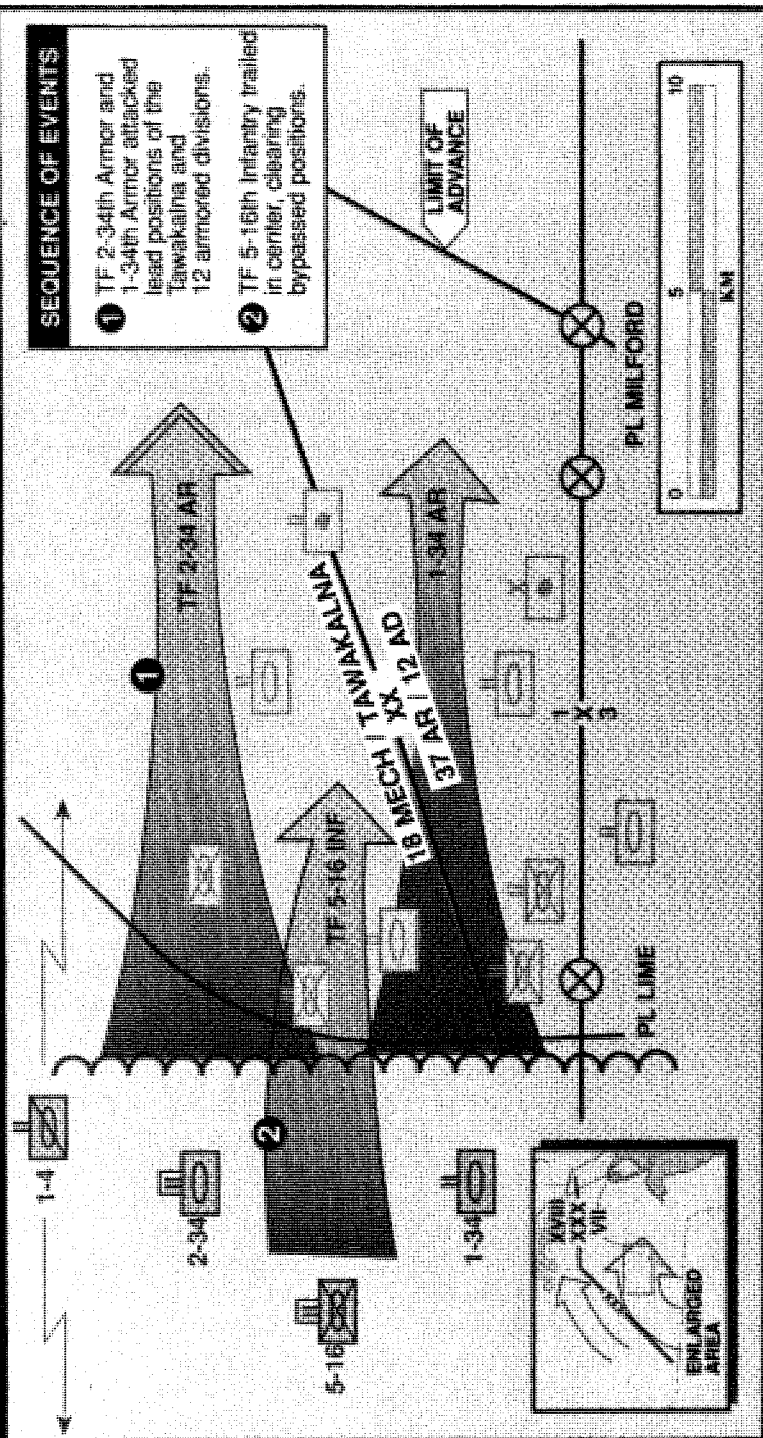 SEQUENCE OF EVENTS
1 TF 2-34th Armor and
1-34th Armor attacked
lead positions of the
Tawakalna and
12 armored divisions.
2 TF 5-16th Infantry trailed
in center, clearing
bypassed positions.
1-4
2-34
5-16
1-34
1
2
TF 2-34 AR
TF 5-16 INF
1-34 AR
18 MECH / TAWAKALNA
XX
37 AR / 12 AD
LIMIT OF
ADVANCE
1
X
3
PL LIME
PL MILFORD
0 5 10
KM
XVIII
XXX
VII
ENLARGED
AREA